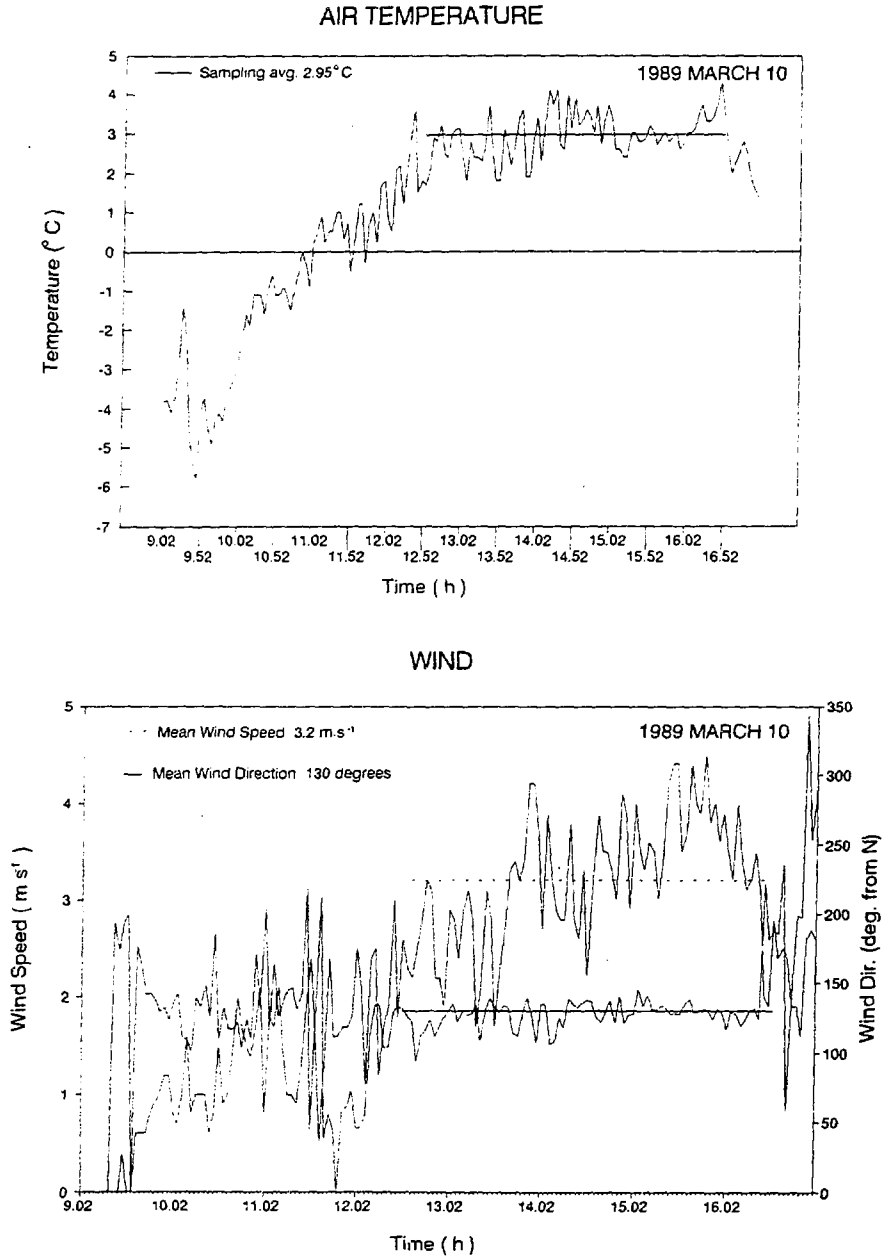 AIR TEMPERATURE
Sampling avg. 2.95°C
1989 MARCH 10
5
4
3
2
1
0
-1
-2
-3
-4
-5
-6
-7
Temperature (°C)
9.02 10.02 11.02 12.02 13.02 14.02 15.02 16.02
9.52 10.52 11.52 12.52 13.52 14.52 15.52 16.52
Time (h)
WIND
Mean Wind Speed 3.2 m·s⁻¹
1989 MARCH 10
Mean Wind Direction 130 degrees
5
4
3
2
1
0
Wind Speed (m s⁻¹)
350
300
250
200
150
100
50
0
Wind Dir. (deg. from N)
9.02 10.02 11.02 12.02 13.02 14.02 15.02 16.02
Time (h)